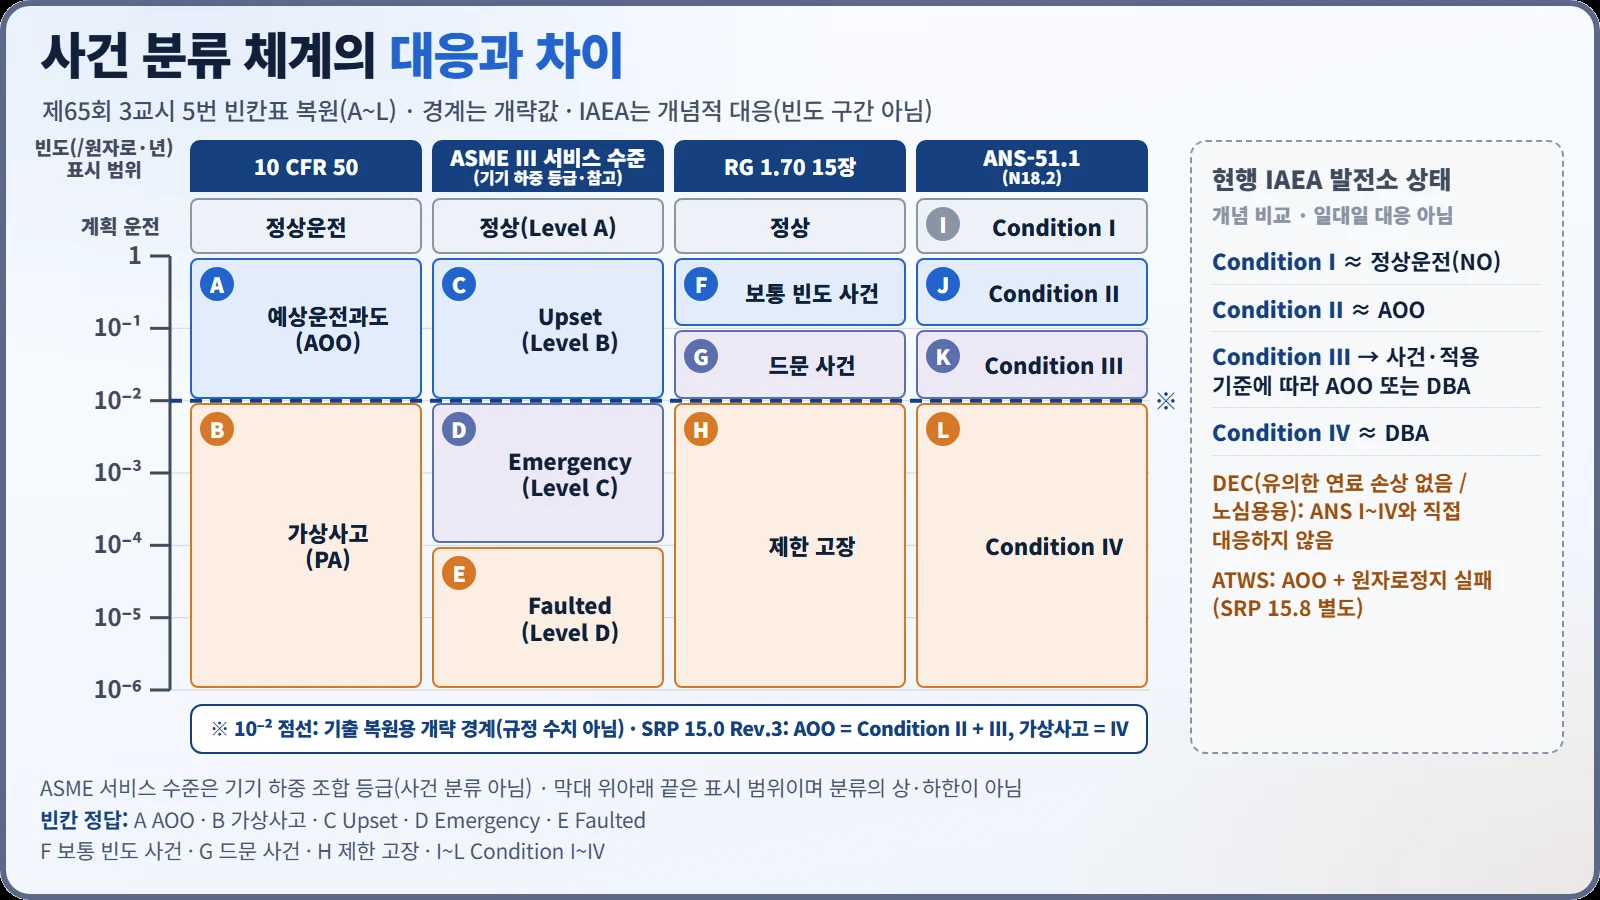 사건 분류 체계의 대응과 차이
제65회 3교시 5번 빈칸표 복원(A~L) · 경계는 개략값 · IAEA는 개념적 대응(빈도 구간 아님)
빈도(/원자로·년)
표시 범위
10 CFR 50
ASME III 서비스 수준
(기기 하중 등급·참고)
RG 1.70 15장
ANS-51.1
(N18.2)
계획 운전
정상운전
정상(Level A)
정상
I
Condition I
1
10⁻¹
10⁻²
10⁻³
10⁻⁴
10⁻⁵
10⁻⁶
A
예상운전과도
(AOO)
B
가상사고
(PA)
C
Upset
(Level B)
D
Emergency
(Level C)
E
Faulted
(Level D)
F
보통 빈도 사건
G
드문 사건
H
제한 고장
J
Condition II
K
Condition III
L
Condition IV
※
※ 10⁻² 점선: 기출 복원용 개략 경계(규정 수치 아님) · SRP 15.0 Rev.3: AOO = Condition II + III, 가상사고 = IV
현행 IAEA 발전소 상태
개념 비교 · 일대일 대응 아님
Condition I ≈ 정상운전(NO)
Condition II ≈ AOO
Condition III → 사건·적용
기준에 따라 AOO 또는 DBA
Condition IV ≈ DBA
DEC(유의한 연료 손상 없음 /
노심용융): ANS I~IV와 직접
대응하지 않음
ATWS: AOO + 원자로정지 실패
(SRP 15.8 별도)
ASME 서비스 수준은 기기 하중 조합 등급(사건 분류 아님) · 막대 위아래 끝은 표시 범위이며 분류의 상·하한이 아님
빈칸 정답: A AOO · B 가상사고 · C Upset · D Emergency · E Faulted
F 보통 빈도 사건 · G 드문 사건 · H 제한 고장 · I~L Condition I~IV